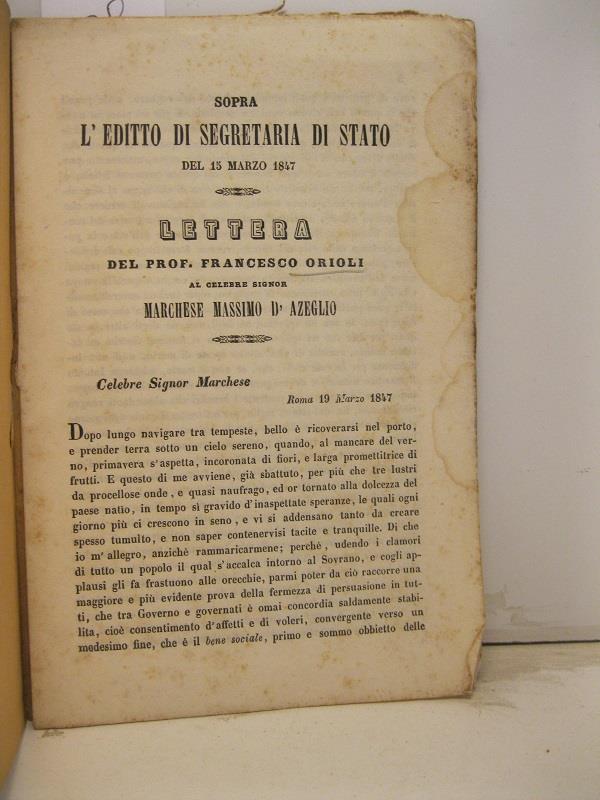 SOPRA
L' EDITTO DI SEGRETARIA DI STATO
DEL 15 MARZO 1847
LETTERA
DEL PROF. FRANCESCO ORIOLI
AL CELEBRE SIGNOR
MARCHESE MASSIMO D' AZEGLIO
Celebre Signor Marchese
Roma 19 Marzo 1847
Dopo lungo navigare tra tempeste, bello è ricoverarsi nel porto,
e prender terra sotto un cielo sereno, quando, al mancare del ver-
no, primavera s'aspetta, incoronata di fiori, e larga promettitrice di
frutti. E questo di me avviene, già sbattuto, per più che tre lustri
da procellose onde, e quasi naufrago, ed or tornato alla dolcezza del
paese natìo, in tempo sì gravido d'inaspettate speranze, le quali ogni
giorno più ci crescono in seno, e vi si addensano tanto da creare
spesso tumulto, e non saper contenervisi tacite e tranquille. Di che
io m'allegro, anzichè rammaricarmene; perchè, udendo i clamori
di tutto un popolo il qual s'accalca intorno al Sovrano, e cogli ap-
plausi gli fa frastuono alle orecchie, parmi poter da ciò raccorre una
maggiore e più evidente prova della fermezza di persuasione in tut-
ti, che tra Governo e governati è omai concordia saldamente stabi-
lita, cioè consentimento d'affetti e di voleri, convergente verso un
medesimo fine, che è il bene sociale, primo e sommo obbietto delle